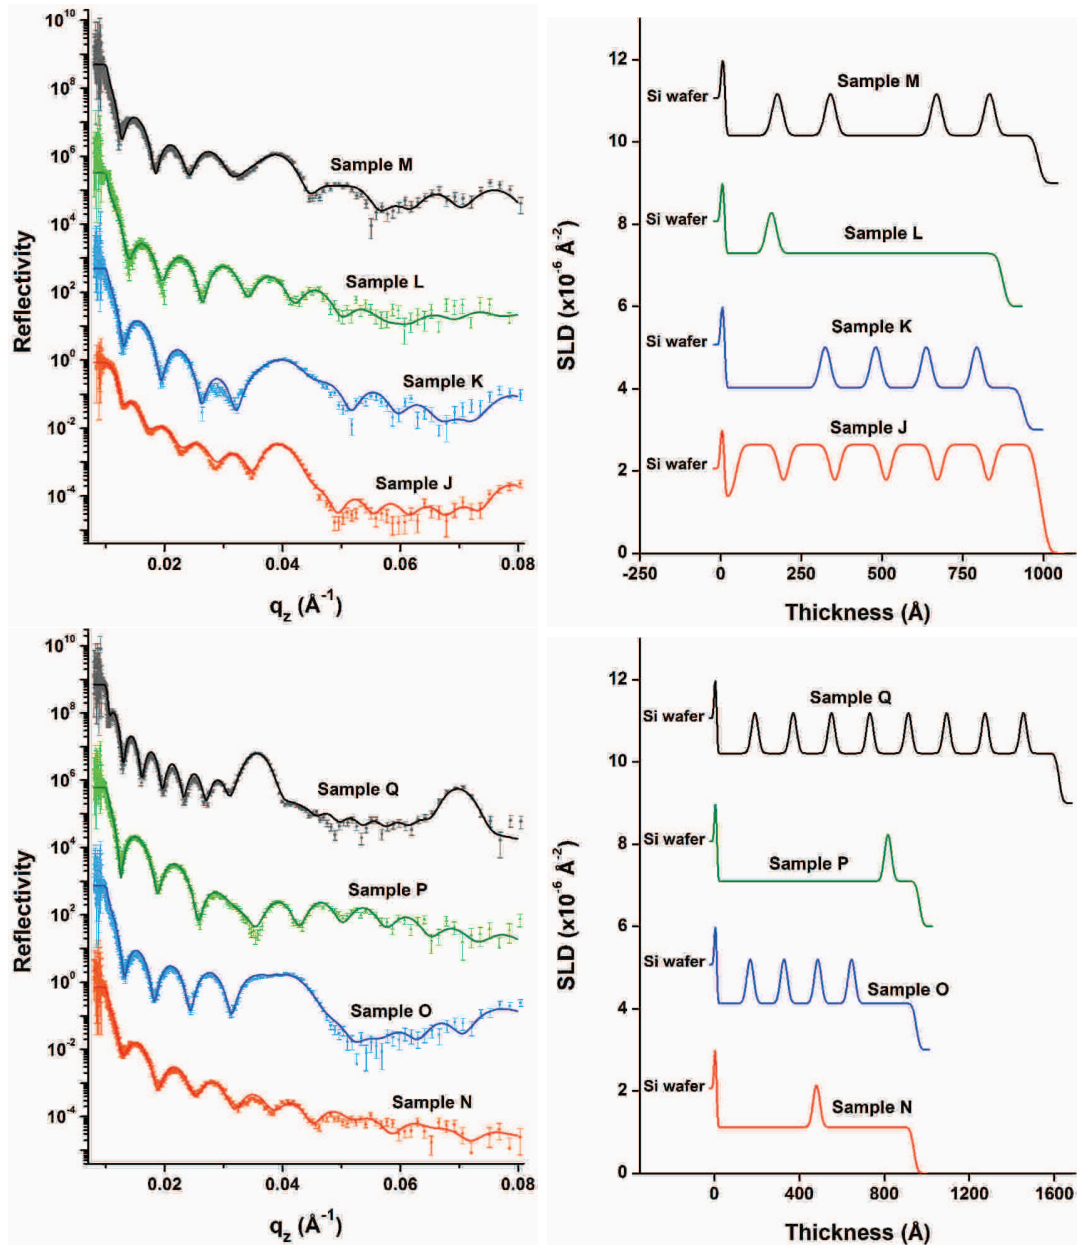 10^10
10^8
10^6
10^4
10^2
10^0
10^-2
10^-4
Reflectivity
Sample M
Sample L
Sample K
Sample J
0.02
0.04
0.06
0.08
q_z (Å^-1)
12
10
8
6
4
2
0
SLD (x10^-6 Å^-2)
Si wafer
Sample M
Si wafer
Sample L
Si wafer
Sample K
Si wafer
Sample J
-250
0
250
500
750
1000
Thickness (Å)
10^10
10^8
10^6
10^4
10^2
10^0
10^-2
10^-4
Reflectivity
Sample Q
Sample P
Sample O
Sample N
0.02
0.04
0.06
0.08
q_z (Å^-1)
12
10
8
6
4
2
0
SLD (x10^-6 Å^-2)
Si wafer
Sample Q
Si wafer
Sample P
Si wafer
Sample O
Si wafer
Sample N
0
400
800
1200
1600
Thickness (Å)